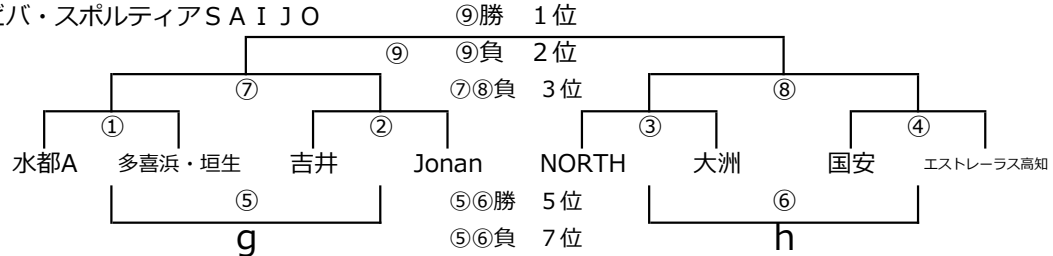 ビバ・スポルティアＳＡＩＪＯ ⑨勝 １位
⑨ ⑨負 ２位
⑦ ⑦⑧負 ３位 ⑧
① ② ③ ④
水都A 多喜浜・垣生 吉井 Jonan NORTH 大洲 国安 エストレーラス高知
⑤ ⑤⑥勝 ５位 ⑥
g ⑤⑥負 ７位 h